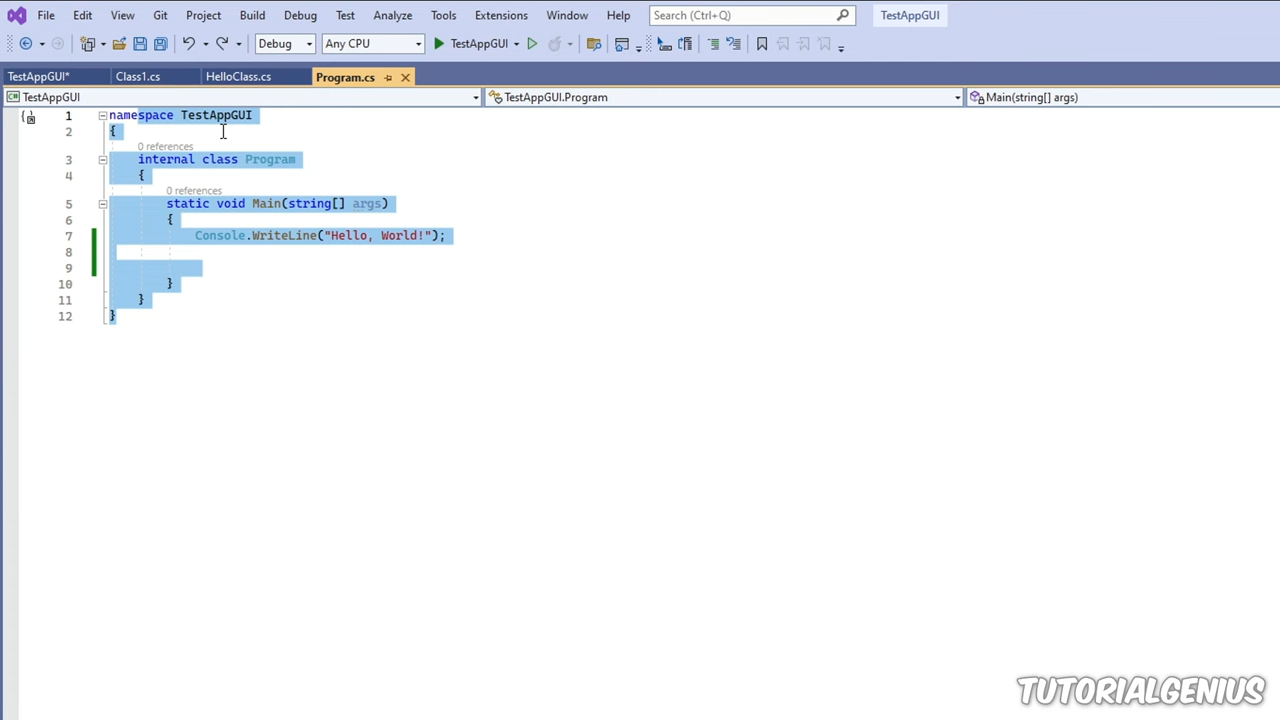 File Edit View Git Project Build Debug Test Analyze Tools Extensions Window Help Search (Ctrl+Q) TestAppGUI
Debug Any CPU TestAppGUI
TestAppGUI* Class1.cs HelloClass.cs Program.cs
TestAppGUI TestAppGUI.Program Main(string[] args)
1 namespace TestAppGUI
2 {
0 references
3 internal class Program
4 {
0 references
5 static void Main(string[] args)
6 {
7 Console.WriteLine("Hello, World!");
8
9
10 }
11 }
12 }
TUTORIALGENIUS